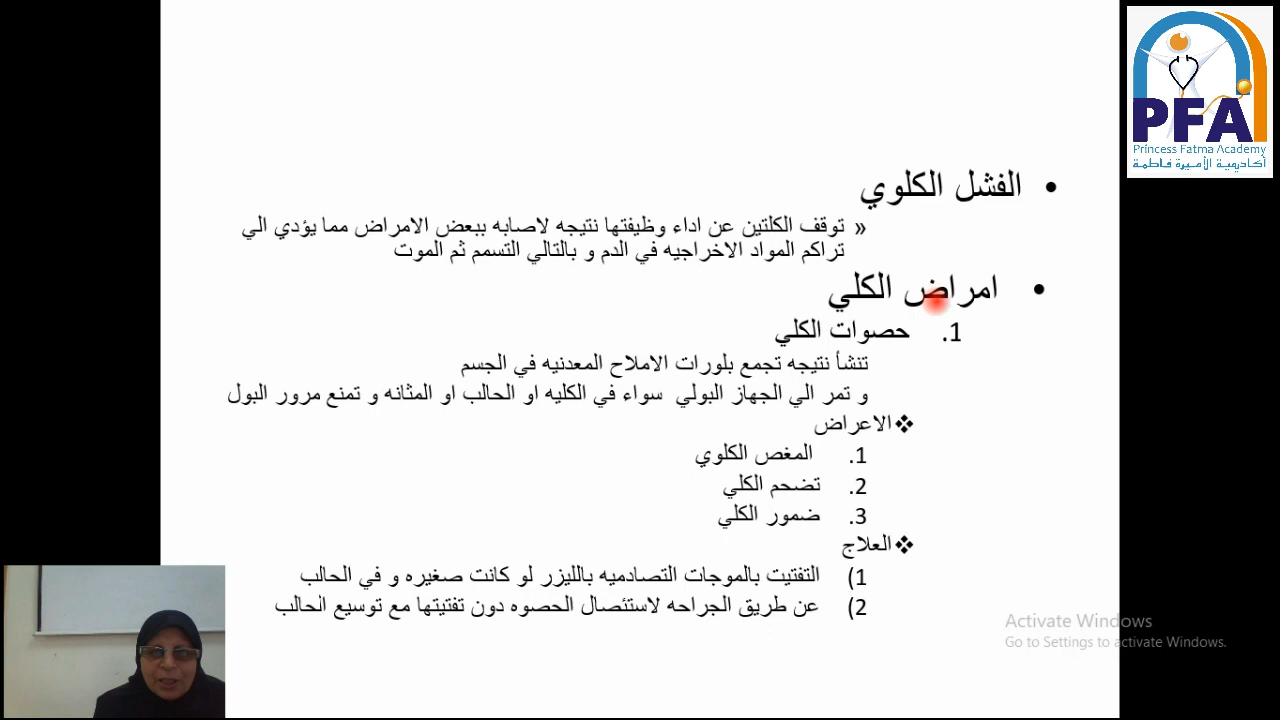 PFA
Princess Fatma Academy
أكاديمية الأميرة فاطمة
• الفشل الكلوي
» توقف الكلتين عن اداء وظيفتها نتيجه لاصابه ببعض الامراض مما يؤدي الي
تراكم المواد الاخراجيه في الدم و بالتالي التسمم ثم الموت
• امراض الكلي
1. حصوات الكلي
تنشأ نتيجه تجمع بلورات الاملاح المعدنيه في الجسم
و تمر الي الجهاز البولي سواء في الكليه او الحالب او المثانه و تمنع مرور البول
❖ الاعراض
1. المغص الكلوي
2. تضحم الكلي
3. ضمور الكلي
❖ العلاج
1) التفتيت بالموجات التصادميه بالليزر لو كانت صغيره و في الحالب
2) عن طريق الجراحه لاستئصال الحصوه دون تفتيتها مع توسيع الحالب
Activate Windows
Go to Settings to activate Windows.